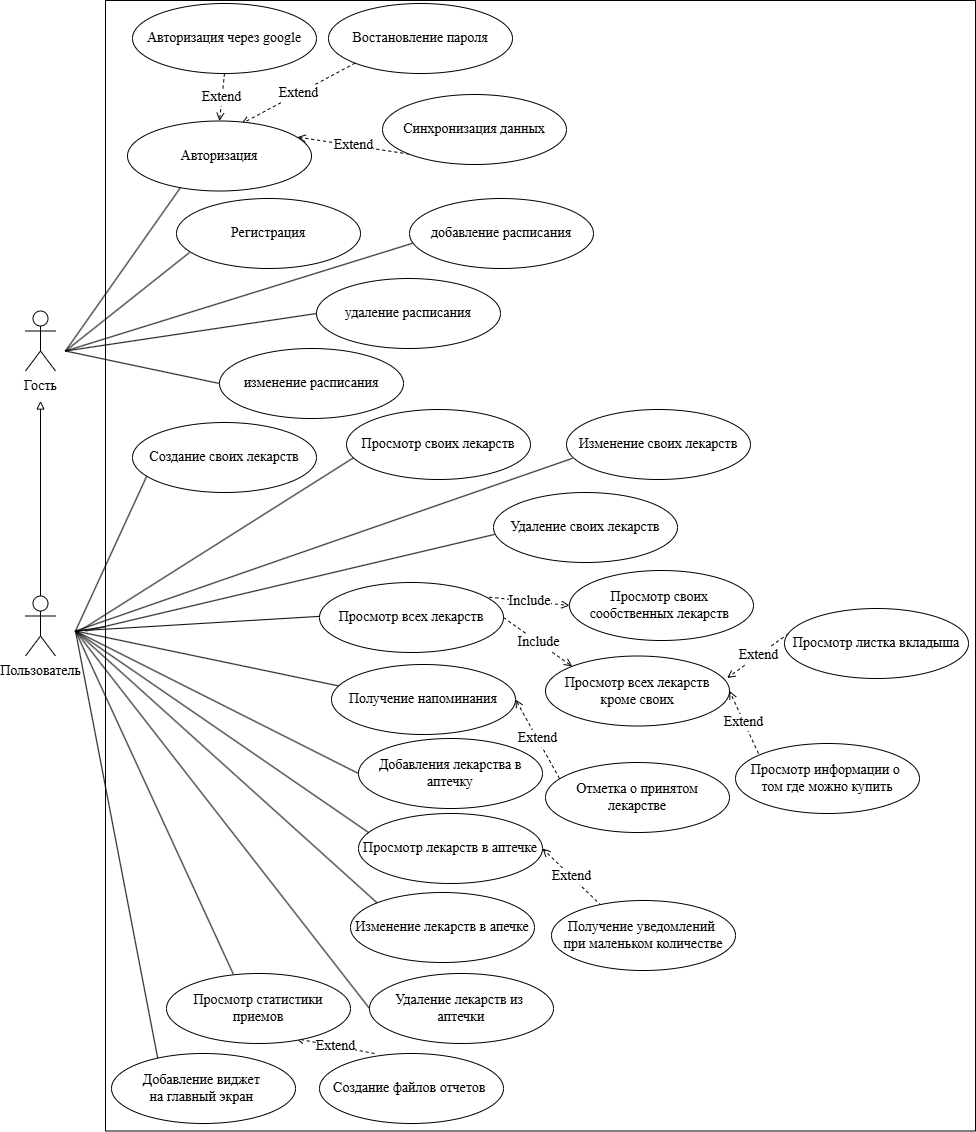 Авторизация через google
Востановление пароля
Extend
Extend
Синхронизация данных
Extend
Авторизация
Регистрация
добавление расписания
удаление расписания
изменение расписания
Гость
Создание своих лекарств
Просмотр своих лекарств
Изменение своих лекарств
Удаление своих лекарств
Просмотр всех лекарств
Include
Просмотр своих
сообственных лекарств
Include
Просмотр листка вкладыша
Extend
Пользователь
Просмотр всех лекарств
кроме своих
Получение напоминания
Extend
Extend
Добавления лекарства в
аптечку
Просмотр информации о
том где можно купить
Отметка о принятом
лекарстве
Просмотр лекарств в аптечке
Extend
Изменение лекарств в апечке
Получение уведомлений
при маленьком количестве
Просмотр статистики
приемов
Удаление лекарств из
аптечки
Extend
Добавление виджет
на главный экран
Создание файлов отчетов